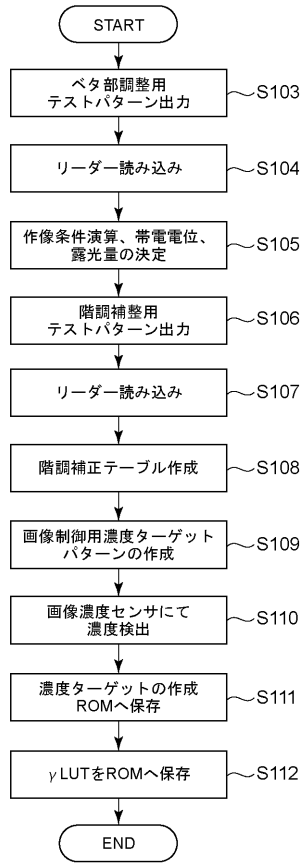 START
ベタ部調整用
テストパターン出力
S103
リーダー読み込み
S104
作像条件演算、帯電電位、
露光量の決定
S105
階調補整用
テストパターン出力
S106
リーダー読み込み
S107
階調補正テーブル作成
S108
画像制御用濃度ターゲット
パターンの作成
S109
画像濃度センサにて
濃度検出
S110
濃度ターゲットの作成
ROMへ保存
S111
γLUTをROMへ保存
S112
END